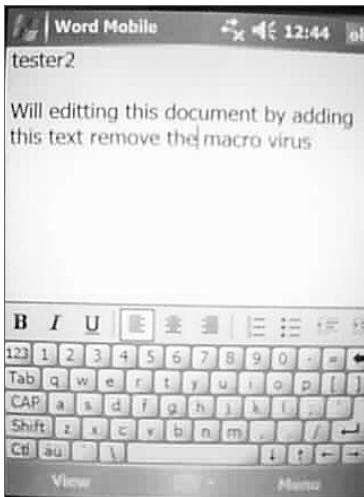 Word Mobile 12:44 ok
tester2
Will editting this document by adding
this text remove the macro virus
B I U
123 1 2 3 4 5 6 7 8 9 0 - =
Tab q w e r t y u i o p [
CAP a s d f g h j k l ; '
Shift z x c v b n m , . /
Ctl áü ` \
View Menu